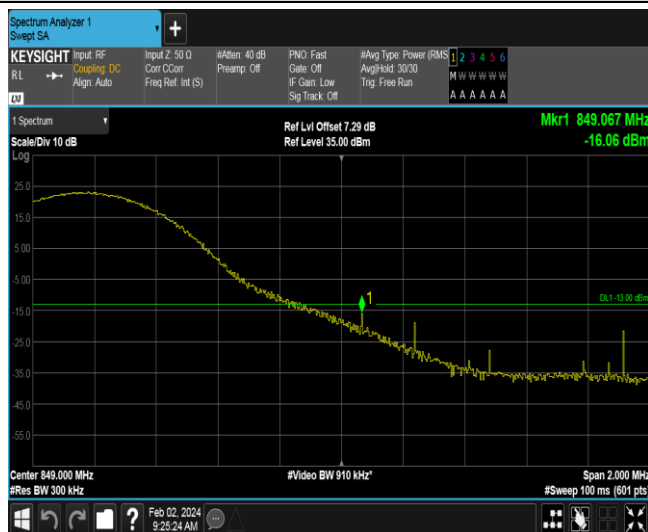 Spectrum Analyzer 1
Swept SA
+
KEYSIGHT
RL
LXI
Input: RF
Coupling: DC
Align: Auto
Input Z: 50 Ω
Corr CCorr
Freq Ref: Int (S)
#Atten: 40 dB
Preamp: Off
PNO: Fast
Gate: Off
IF Gain: Low
Sig Track: Off
#Avg Type: Power (RMS
Avg|Hold: 30/30
Trig: Free Run
1 2 3 4 5 6
M W W W W W
A A A A A A
1 Spectrum
Scale/Div 10 dB
Log
Ref Lvl Offset 7.29 dB
Ref Level 35.00 dBm
Mkr1 849.067 MHz
-16.06 dBm
25.0
15.0
5.00
-5.00
-15.0
-25.0
-35.0
-45.0
-55.0
1
DL1 -13.00 dBm
Center 849.000 MHz
#Res BW 300 kHz
#Video BW 910 kHz*
Span 2.000 MHz
#Sweep 100 ms (601 pts)
?
Feb 02, 2024
9:25:24 AM